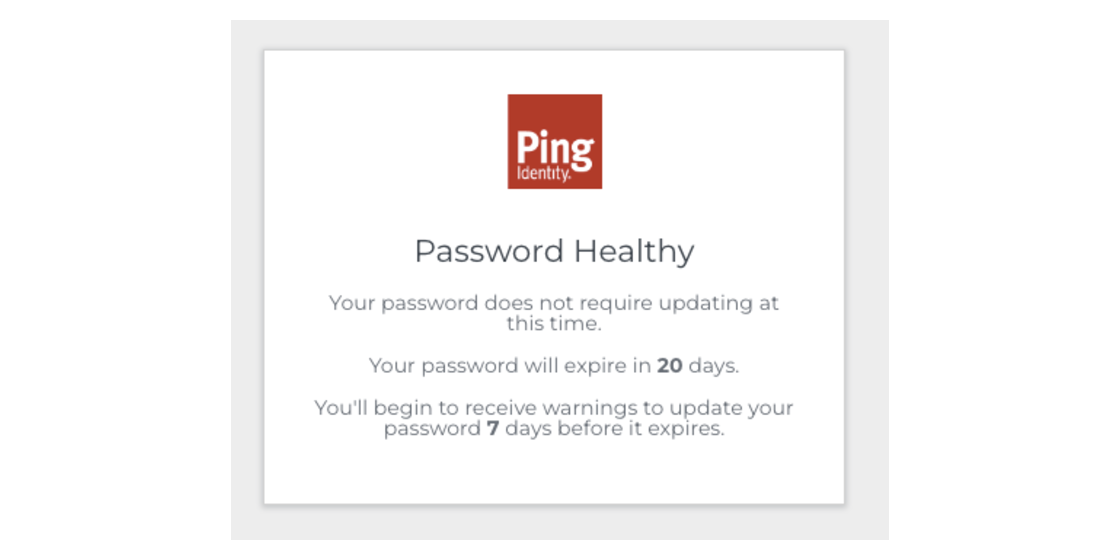 Ping
Identity.
Password Healthy
Your password does not require updating at
this time.
Your password will expire in 20 days.
You'll begin to receive warnings to update your
password 7 days before it expires.